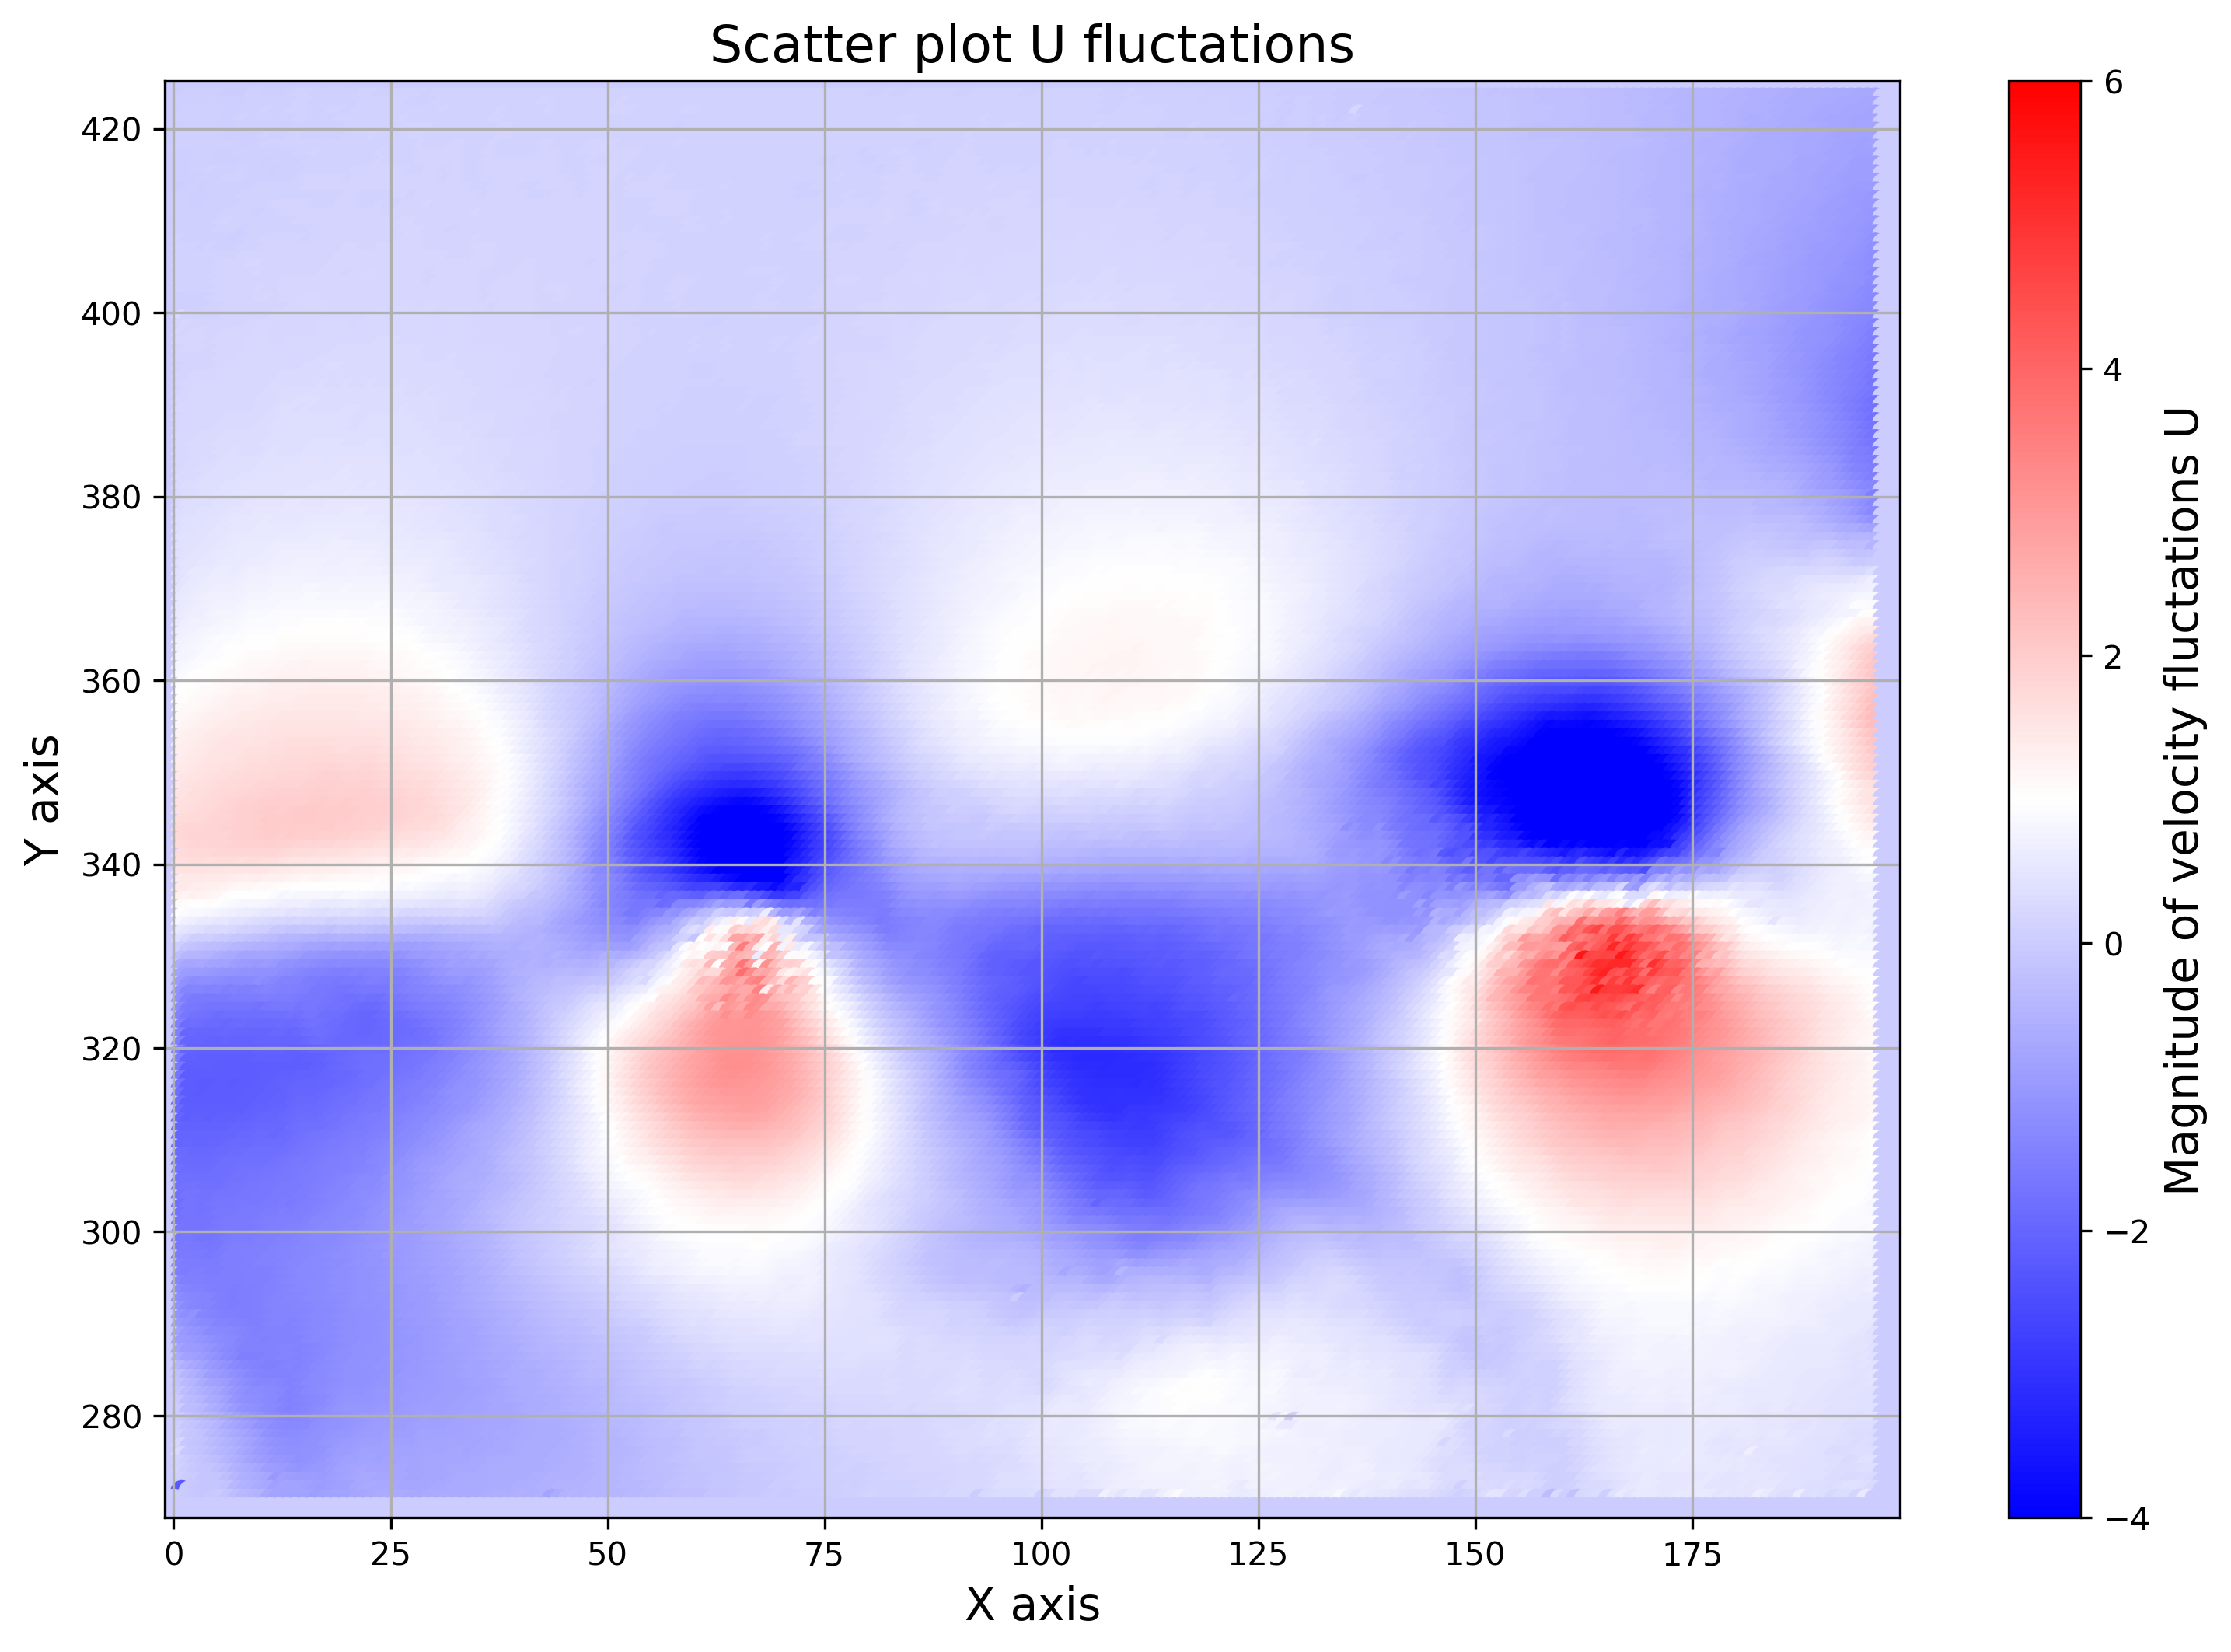 Scatter plot U fluctations
420
400
380
360
340
320
300
280
Y axis
0 25 50 75 100 125 150 175
X axis
6
4
2
0
−2
−4
Magnitude of velocity fluctations U